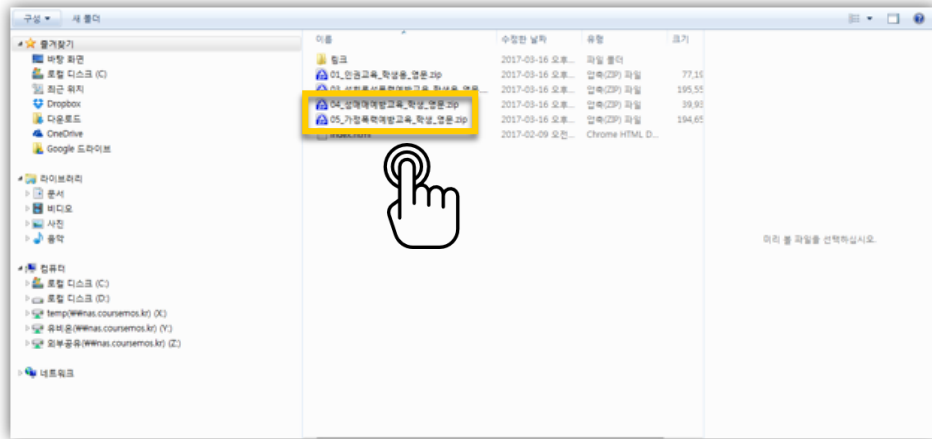 구성 ▼ 새 폴더
즐겨찾기
바탕 화면
로컬 디스크 (C)
최근 위치
Dropbox
다운로드
OneDrive
Google 드라이브
라이브러리
문서
비디오
사진
음악
컴퓨터
로컬 디스크 (C:)
로컬 디스크 (D:)
temp(₩₩nas.coursemos.kr) (X:)
유비온(₩₩nas.coursemos.kr) (Y:)
외부공유(₩₩nas.coursemos.kr) (Z:)
네트워크
이름 수정한 날짜 유형 크기
링크 2017-03-16 오후... 파일 폴더
01_인권교육_학생용_영문.zip 2017-03-16 오후... 압축(ZIP) 파일 77,19
2017-03-16 오후... 압축(ZIP) 파일 195,55
04_성매매예방교육_학생_영문.zip 2017-03-16 오후... 압축(ZIP) 파일 39,93
05_가정폭력예방교육_학생_영문.zip 2017-03-16 오후... 압축(ZIP) 파일 194,65
index.html 2017-02-09 오전... Chrome HTML D...
미리 볼 파일을 선택하십시오.